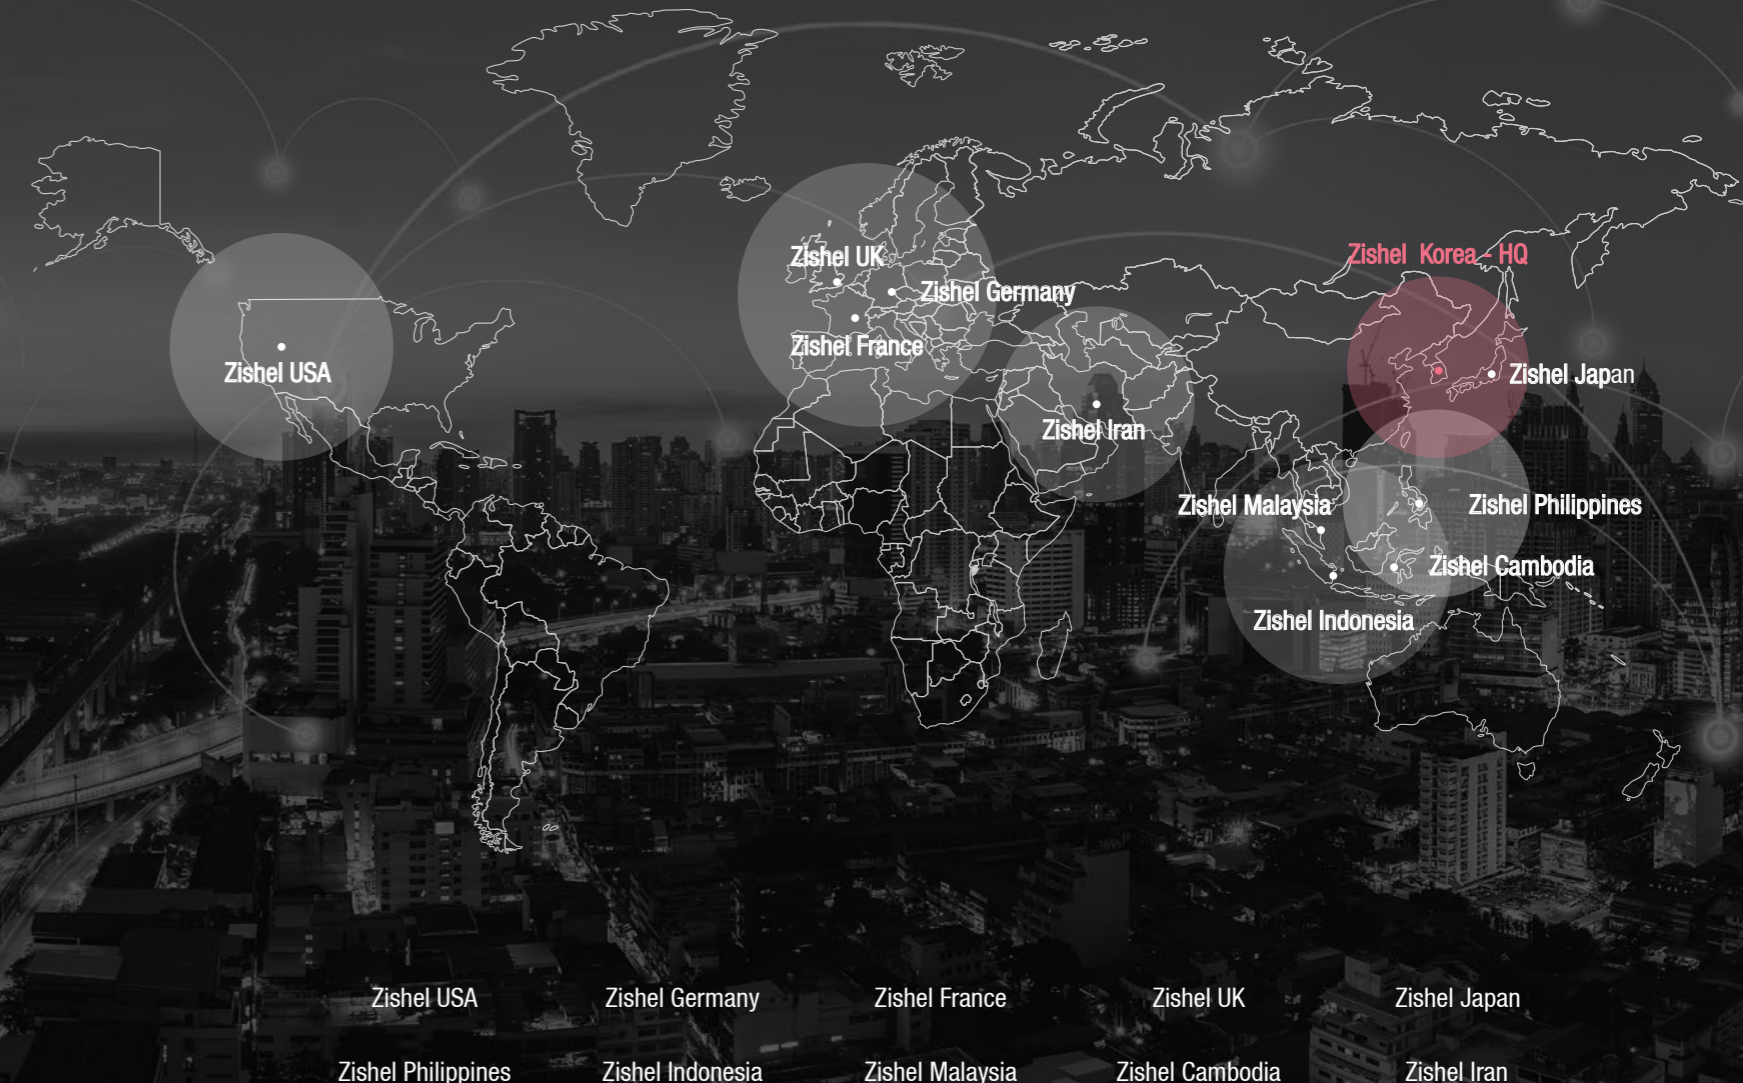 Zishel Korea - HQ
Zishel UK
Zishel Germany
Zishel France
Zishel USA
Zishel Japan
Zishel Iran
Zishel Malaysia
Zishel Philippines
Zishel Cambodia
Zishel Indonesia
Zishel USA Zishel Germany Zishel France Zishel UK Zishel Japan
Zishel Philippines Zishel Indonesia Zishel Malaysia Zishel Cambodia Zishel Iran